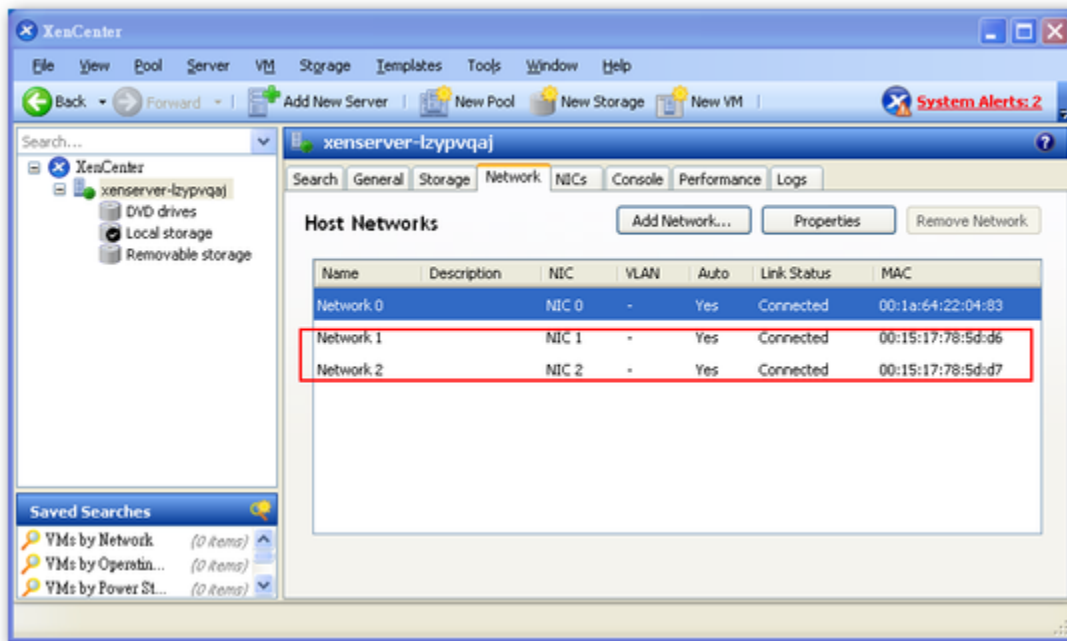 XenCenter
File View Pool Server VM Storage Templates Tools Window Help
Back Forward Add New Server New Pool New Storage New VM System Alerts: 2
Search...
XenCenter
xenserver-lzypvqaj
DVD drives
Local storage
Removable storage
xenserver-lzypvqaj
Search General Storage Network NICs Console Performance Logs
Host Networks Add Network... Properties Remove Network
Name Description NIC VLAN Auto Link Status MAC
Network 0 NIC 0 - Yes Connected 00:1a:64:22:04:83
Network 1 NIC 1 - Yes Connected 00:15:17:78:5d:d6
Network 2 NIC 2 - Yes Connected 00:15:17:78:5d:d7
Saved Searches
VMs by Network (0 items)
VMs by Operatin... (0 items)
VMs by Power St... (0 items)